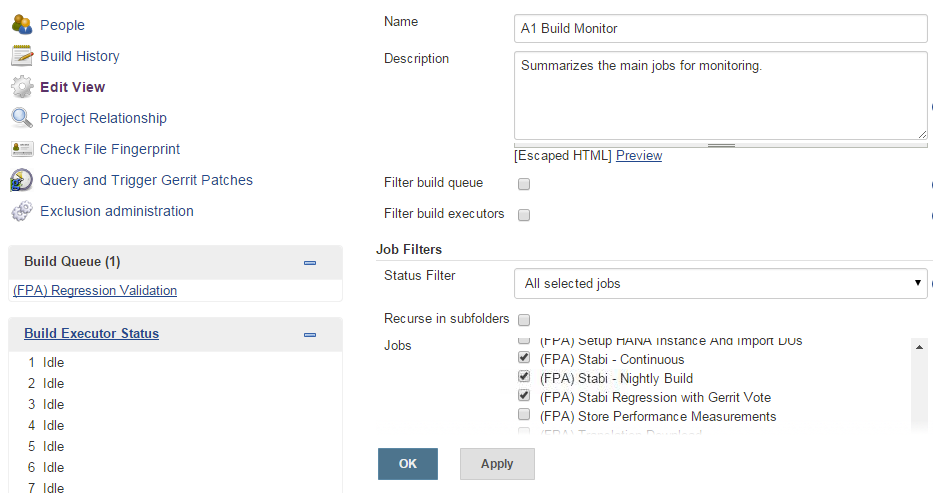 People
Build History
Edit View
Project Relationship
Check File Fingerprint
Query and Trigger Gerrit Patches
Exclusion administration
Build Queue (1)
(FPA) Regression Validation
Build Executor Status
1 Idle
2 Idle
3 Idle
4 Idle
5 Idle
6 Idle
7 Idle
Name
A1 Build Monitor
Description
Summarizes the main jobs for monitoring.
[Escaped HTML] Preview
Filter build queue
Filter build executors
Job Filters
Status Filter
All selected jobs
Recurse in subfolders
Jobs
(FPA) Setup HANA Instance And Import DUs
(FPA) Stabi - Continuous
(FPA) Stabi - Nightly Build
(FPA) Stabi Regression with Gerrit Vote
(FPA) Store Performance Measurements
OK
Apply